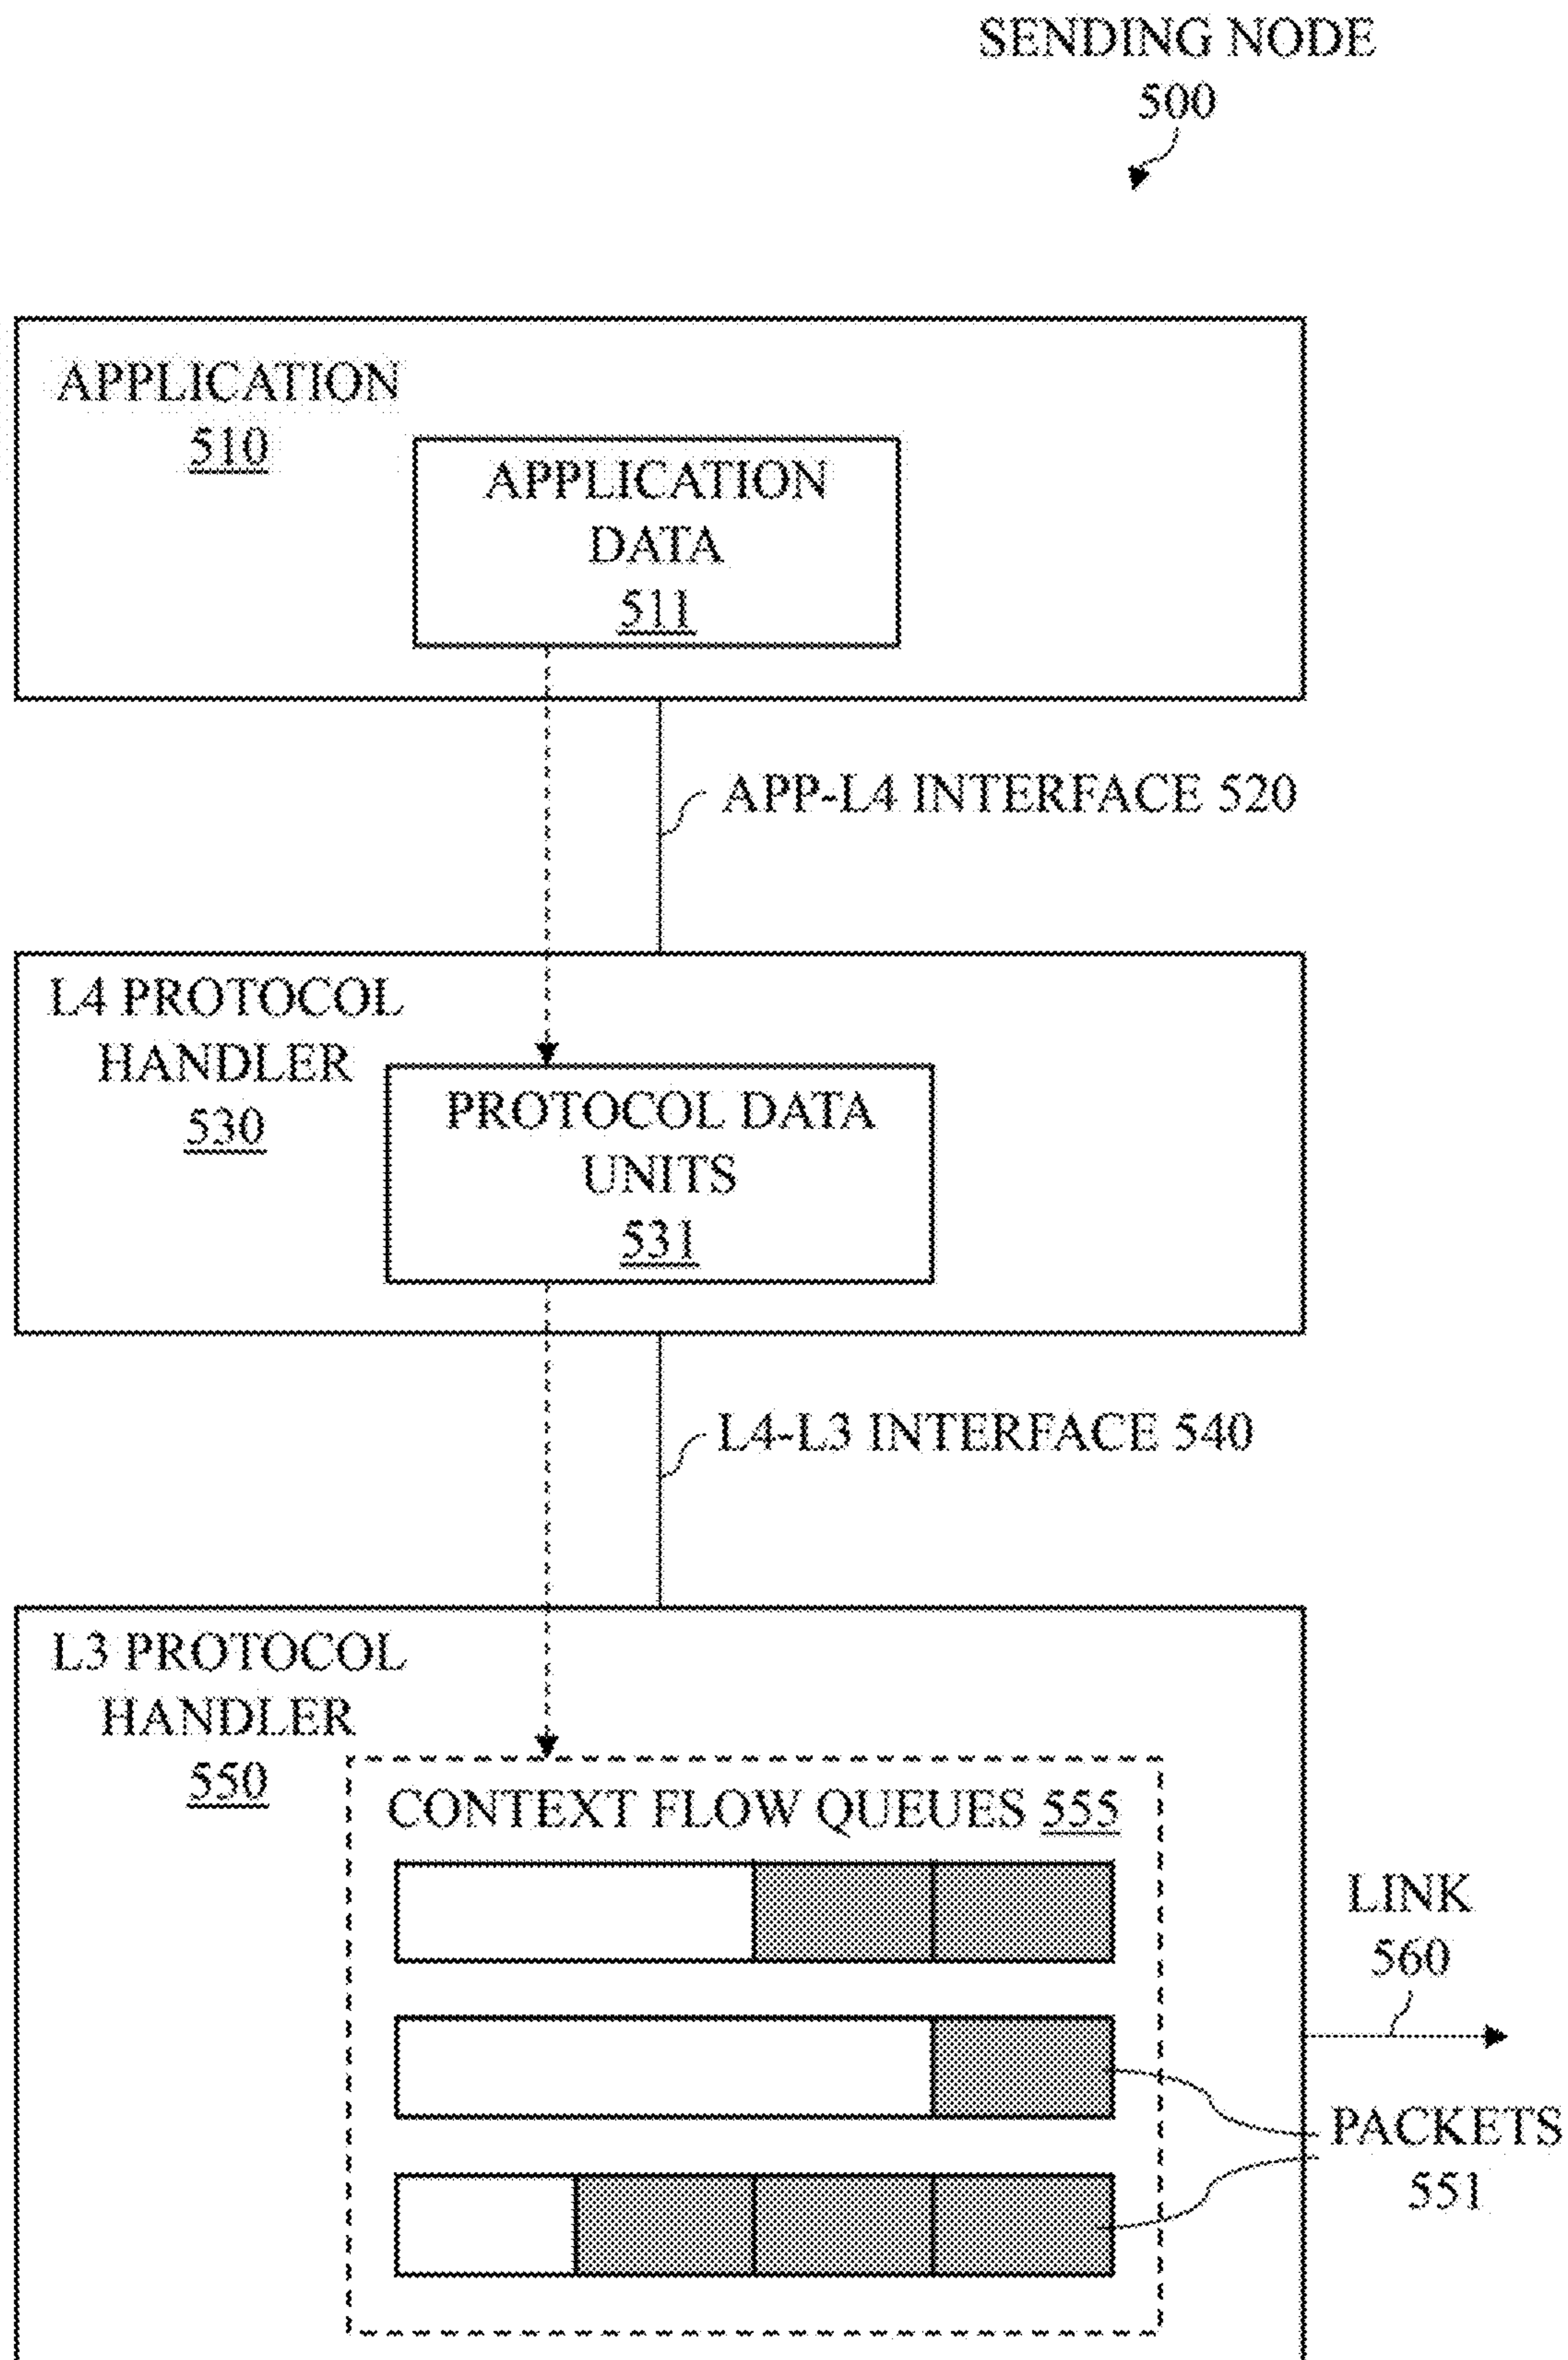 SENDING NODE
500
APPLICATION
510
APPLICATION
DATA
511
APP-L4 INTERFACE 520
L4 PROTOCOL
HANDLER
530
PROTOCOL DATA
UNITS
531
L4-L3 INTERFACE 540
L3 PROTOCOL
HANDLER
550
CONTEXT FLOW QUEUES 555
LINK
560
PACKETS
551